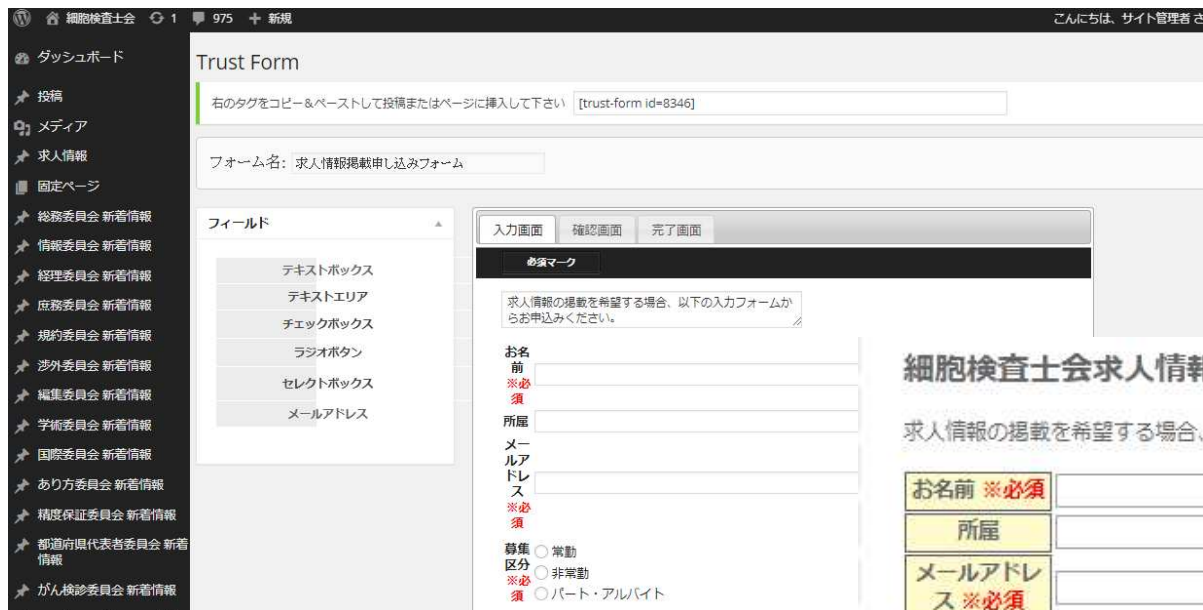 細胞検査士会 1 975 + 新規
こんにちは、サイト管理者 さ
ダッシュボード
投稿
メディア
求人情報
固定ページ
総務委員会 新着情報
情報委員会 新着情報
経理委員会 新着情報
庶務委員会 新着情報
規約委員会 新着情報
渉外委員会 新着情報
編集委員会 新着情報
学術委員会 新着情報
国際委員会 新着情報
あり方委員会 新着情報
精度保証委員会 新着情報
都道府県代表者委員会 新着
情報
がん検診委員会 新着情報
Trust Form
右のタグをコピー＆ペーストして投稿またはページに挿入して下さい [trust-form id=8346]
フォーム名: 求人情報掲載申し込みフォーム
フィールド
テキストボックス
テキストエリア
チェックボックス
ラジオボタン
セレクトボックス
メールアドレス
入力画面 確認画面 完了画面
必須マーク
求人情報の掲載を希望する場合、以下の入力フォームか
らお申込みください。
お名
前
※必
須
所属
メー
ルア
ドレ
ス
※必
須
募集
区分
※必
須
常勤
非常勤
パート・アルバイト
細胞検査士会求人情報
求人情報の掲載を希望する場合、
お名前 ※必須
所属
メールアドレ
ス ※必須